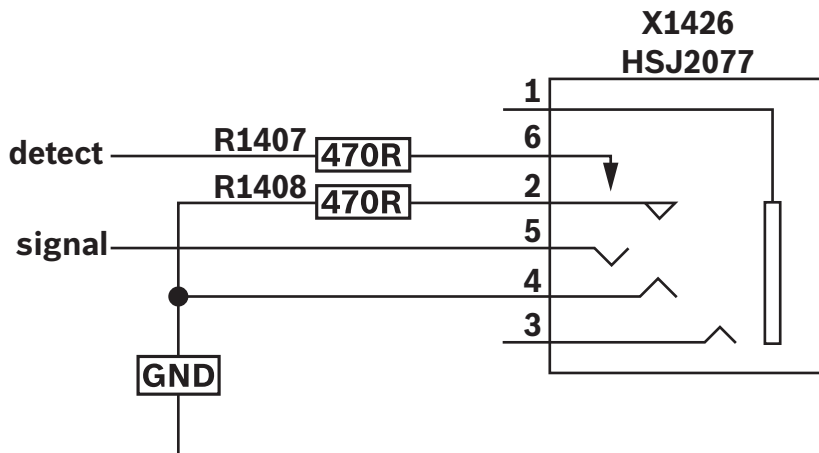 X1426
HSJ2077
1
detect
R1407
470R
6
R1408
470R
2
signal
5
4
3
GND